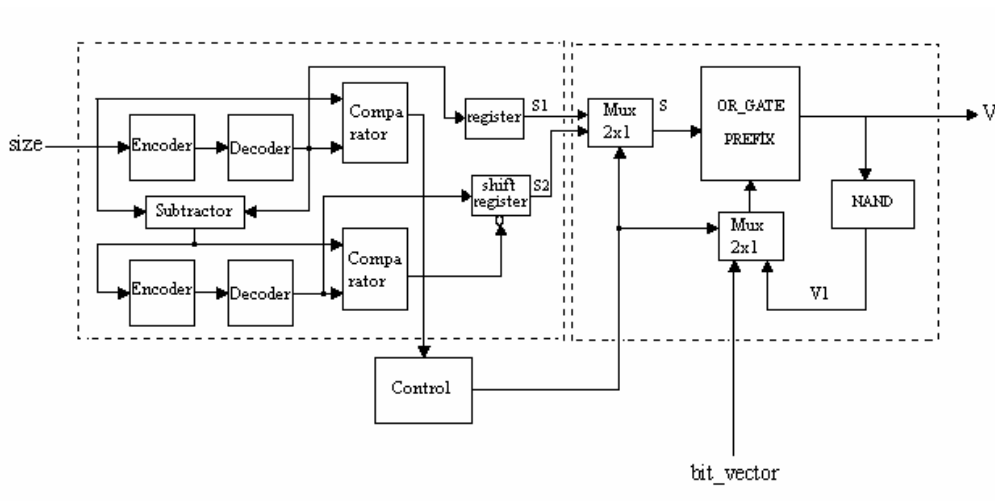 size
Encoder
Decoder
Compa
rator
register
S1
Mux
2x1
S
OR_GATE
PREFIX
V
Subtractor
shift
register
S2
NAND
Encoder
Decoder
Compa
rator
Mux
2x1
V1
Control
bit_vector